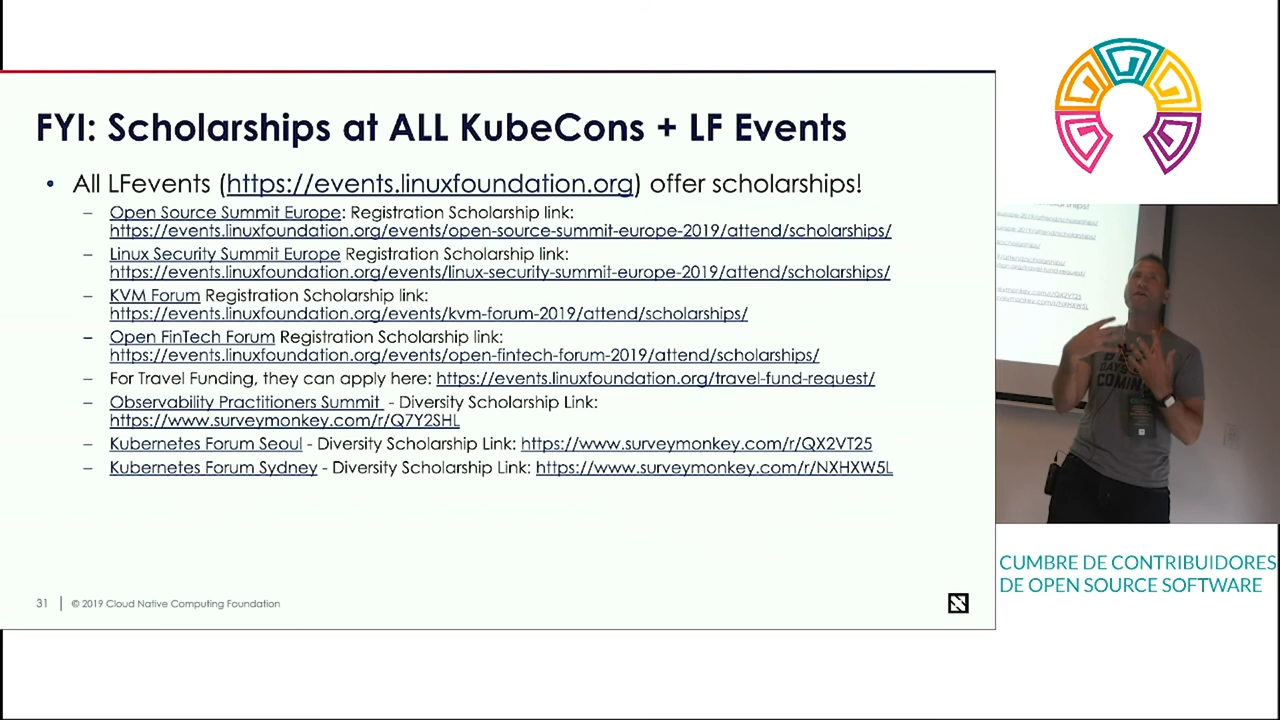 FYI: Scholarships at ALL KubeCons + LF Events
• All LFevents (https://events.linuxfoundation.org) offer scholarships!
– Open Source Summit Europe: Registration Scholarship link:
https://events.linuxfoundation.org/events/open-source-summit-europe-2019/attend/scholarships/
– Linux Security Summit Europe Registration Scholarship link:
https://events.linuxfoundation.org/events/linux-security-summit-europe-2019/attend/scholarships/
– KVM Forum Registration Scholarship link:
https://events.linuxfoundation.org/events/kvm-forum-2019/attend/scholarships/
– Open FinTech Forum Registration Scholarship link:
https://events.linuxfoundation.org/events/open-fintech-forum-2019/attend/scholarships/
– For Travel Funding, they can apply here: https://events.linuxfoundation.org/travel-fund-request/
– Observability Practitioners Summit - Diversity Scholarship Link:
https://www.surveymonkey.com/r/Q7Y2SHL
– Kubernetes Forum Seoul - Diversity Scholarship Link: https://www.surveymonkey.com/r/QX2VT25
– Kubernetes Forum Sydney - Diversity Scholarship Link: https://www.surveymonkey.com/r/NXHXW5L
31 | © 2019 Cloud Native Computing Foundation
DAYS
COMING
CUMBRE DE CONTRIBUIDORES
DE OPEN SOURCE SOFTWARE